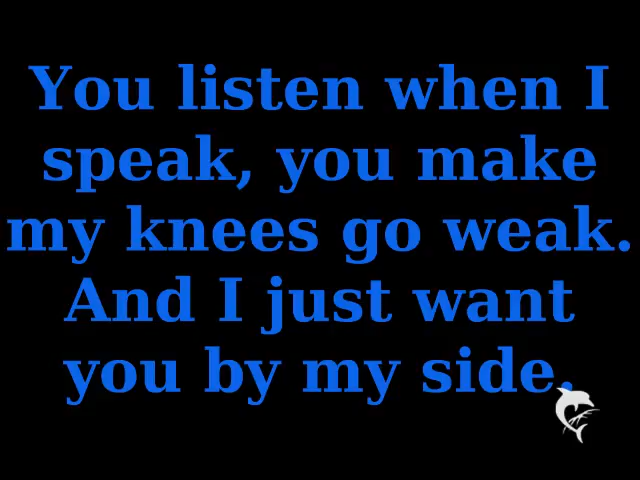 You listen when I
speak, you make
my knees go weak.
And I just want
you by my side.